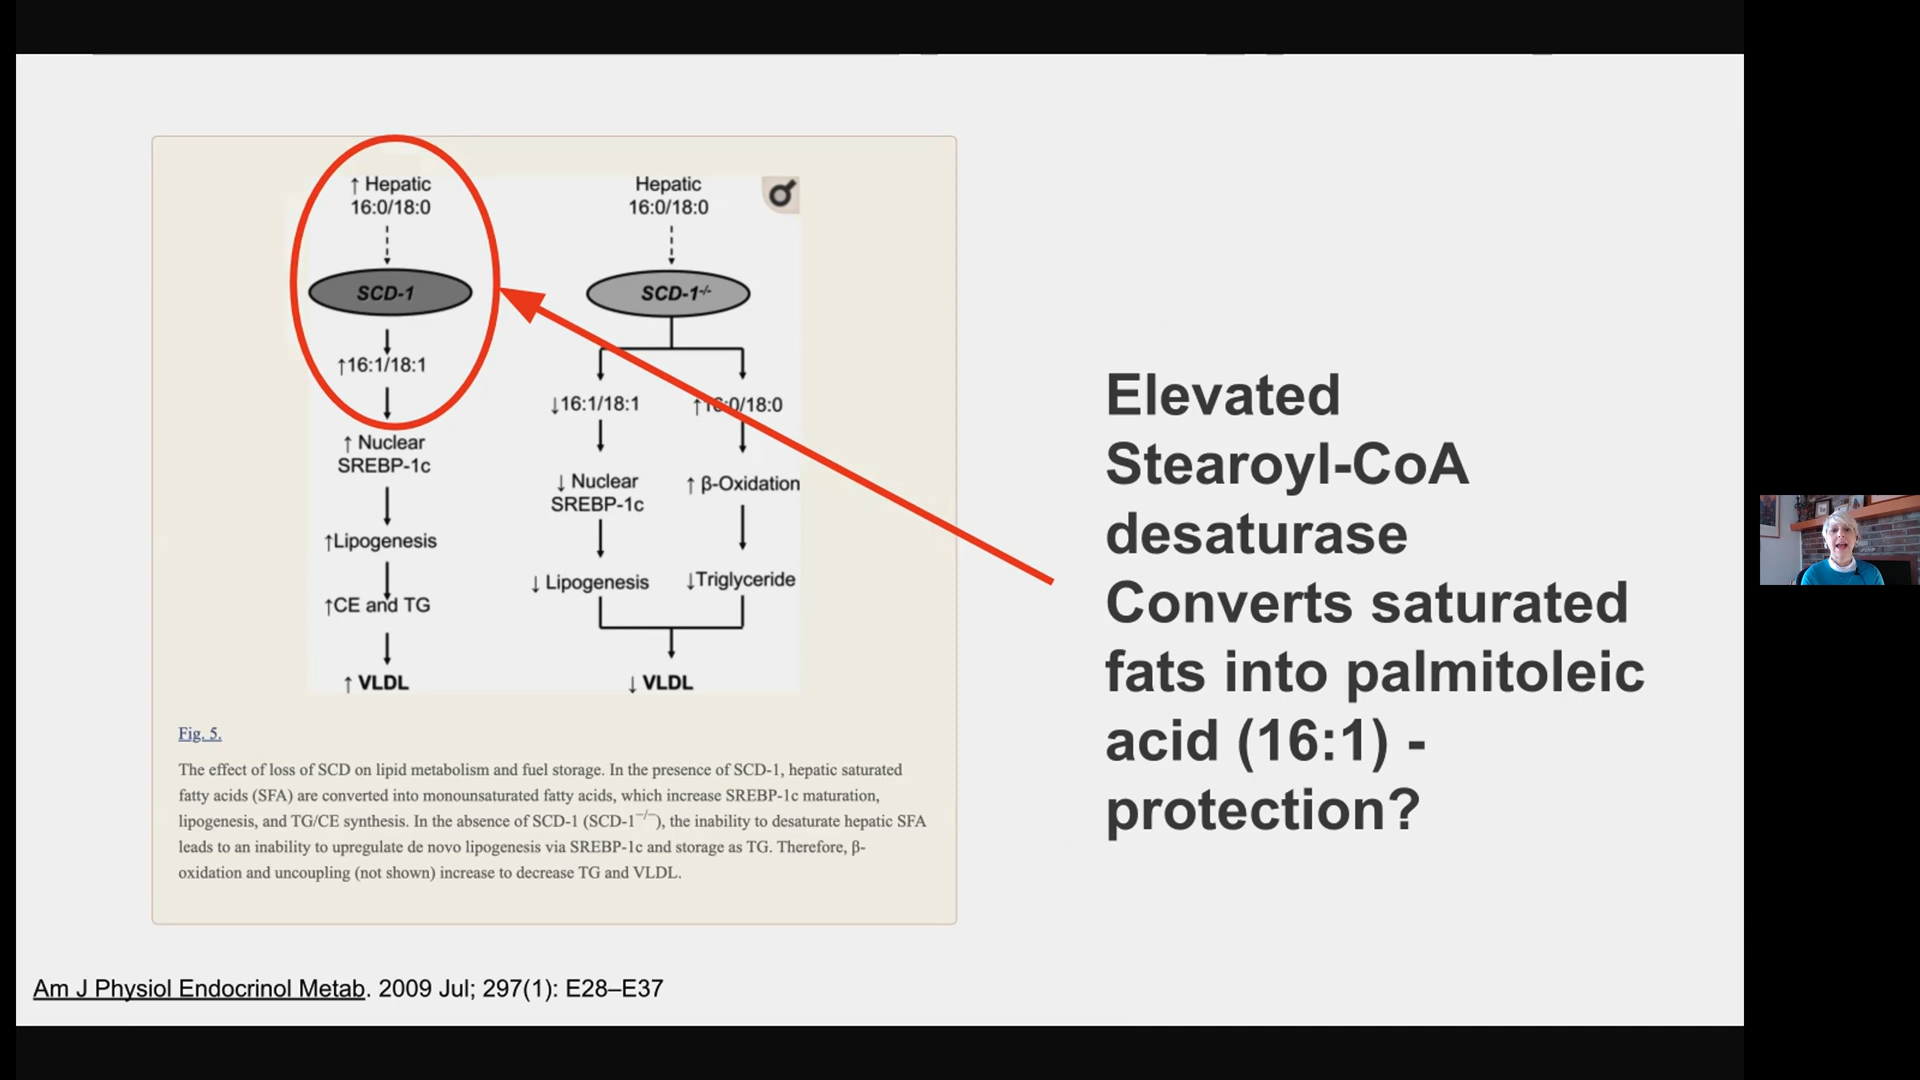 ↑ Hepatic
16:0/18:0
SCD-1
↑16:1/18:1
↑ Nuclear
SREBP-1c
↑Lipogenesis
↑CE and TG
↑ VLDL
Hepatic
16:0/18:0
SCD-1-/-
↓16:1/18:1
↓ Nuclear
SREBP-1c
↓ Lipogenesis
↑16:0/18:0
↑ β-Oxidation
↓Triglyceride
↓ VLDL
Fig. 5.
The effect of loss of SCD on lipid metabolism and fuel storage. In the presence of SCD-1, hepatic saturated
fatty acids (SFA) are converted into monounsaturated fatty acids, which increase SREBP-1c maturation,
lipogenesis, and TG/CE synthesis. In the absence of SCD-1 (SCD-1−/−), the inability to desaturate hepatic SFA
leads to an inability to upregulate de novo lipogenesis via SREBP-1c and storage as TG. Therefore, β-
oxidation and uncoupling (not shown) increase to decrease TG and VLDL.
Elevated
Stearoyl-CoA
desaturase
Converts saturated
fats into palmitoleic
acid (16:1) -
protection?
Am J Physiol Endocrinol Metab. 2009 Jul; 297(1): E28–E37